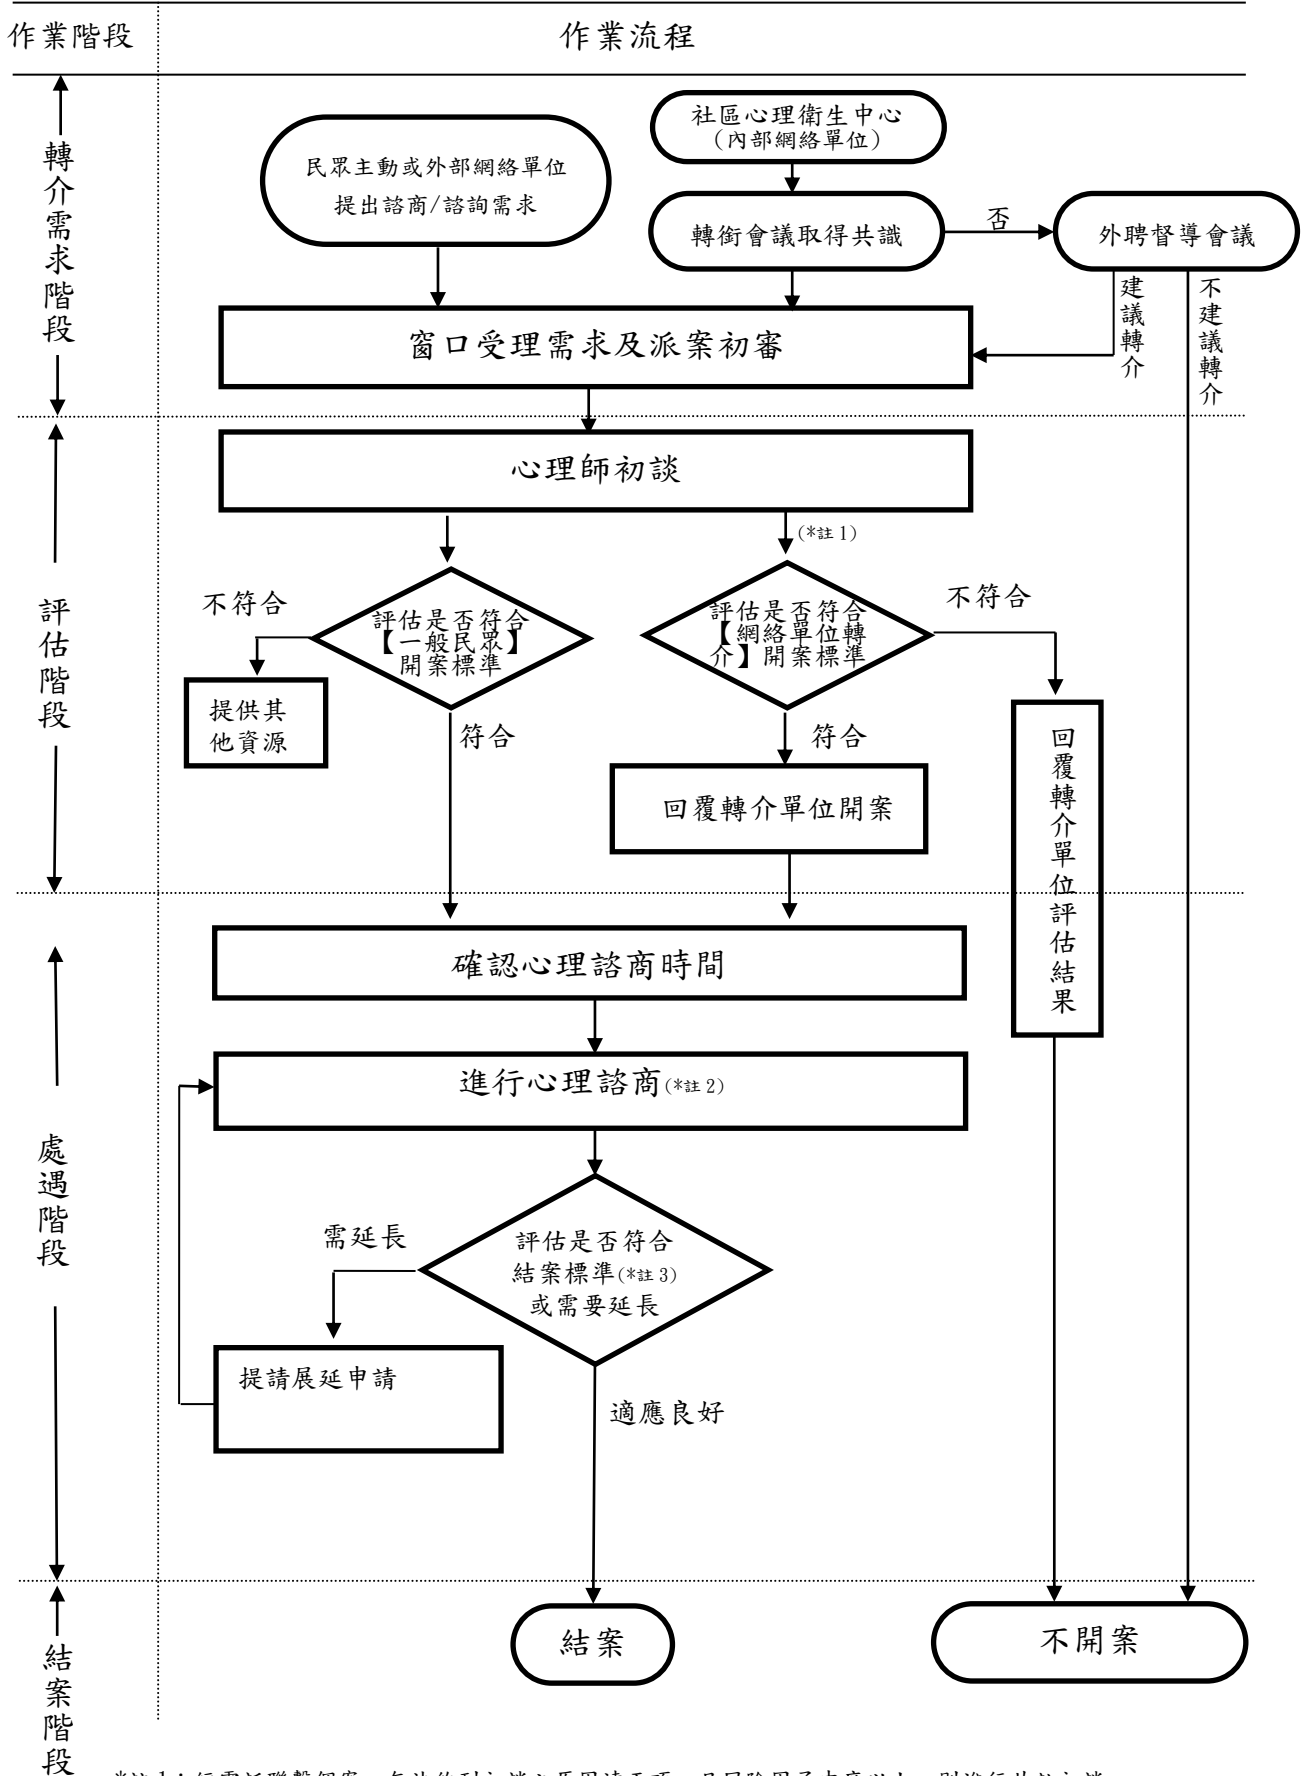 作業階段
作業流程
轉介需求階段
社區心理衛生中心
(內部網絡單位)
民眾主動或外部網絡單位
提出諮商/諮詢需求
轉銜會議取得共識
否
外聘督導會議
建議轉介
不建議轉介
窗口受理需求及派案初審
評估階段
心理師初談
(*註 1)
不符合
評估是否符合
【一般民眾】
開案標準
評估是否符合
【網絡單位轉
介】開案標準
不符合
提供其
他資源
符合
符合
回覆轉介單位開案
回覆轉介單位評估結果
處遇階段
確認心理諮商時間
進行心理諮商(*註 2)
需延長
評估是否符合
結案標準(*註 3)
或需要延長
提請展延申請
適應良好
結案階段
結案
不開案